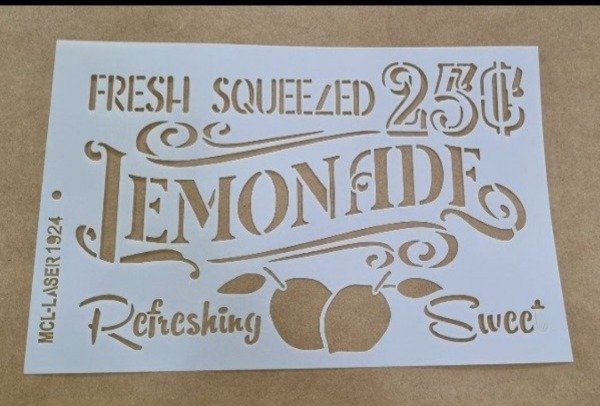 FRESH SQUEEZED 25¢
LEMONADE
Refreshing Sweet
MCL-LASER 1924